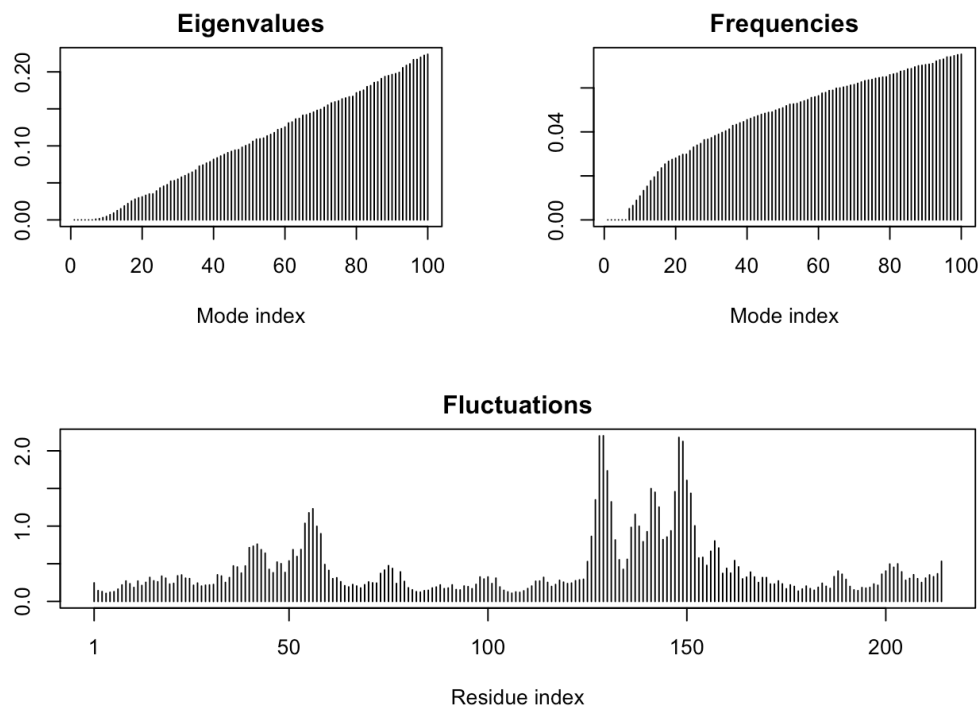 Eigenvalues
0.00 0.10 0.20
0 20 40 60 80 100
Mode index
Frequencies
0.00 0.04
0 20 40 60 80 100
Mode index
Fluctuations
0.0 1.0 2.0
1 50 100 150 200
Residue index